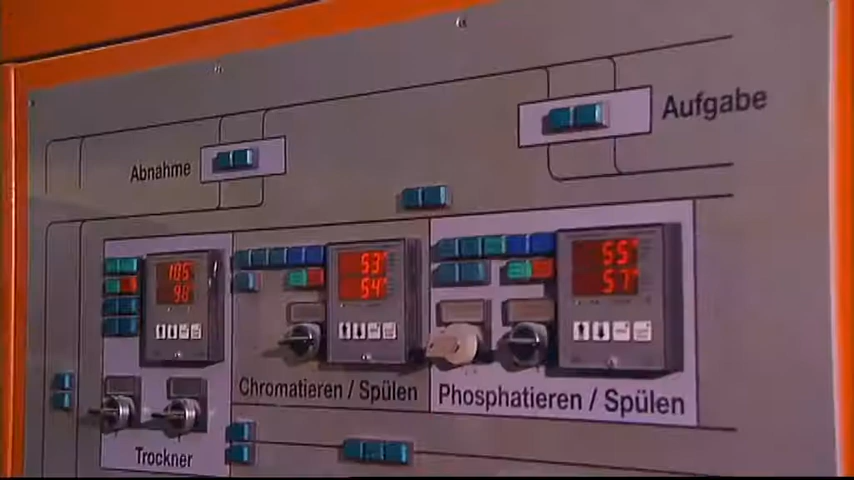 Aufgabe
Abnahme
105
98
53°
54°
55°
57°
Chromatieren / Spülen
Phosphatieren / Spülen
Trockner